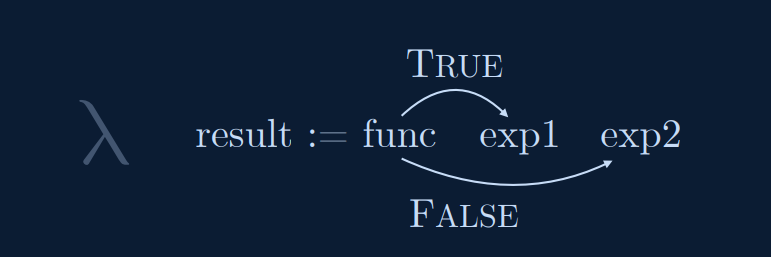 TRUE
λ result := func exp1 exp2
FALSE